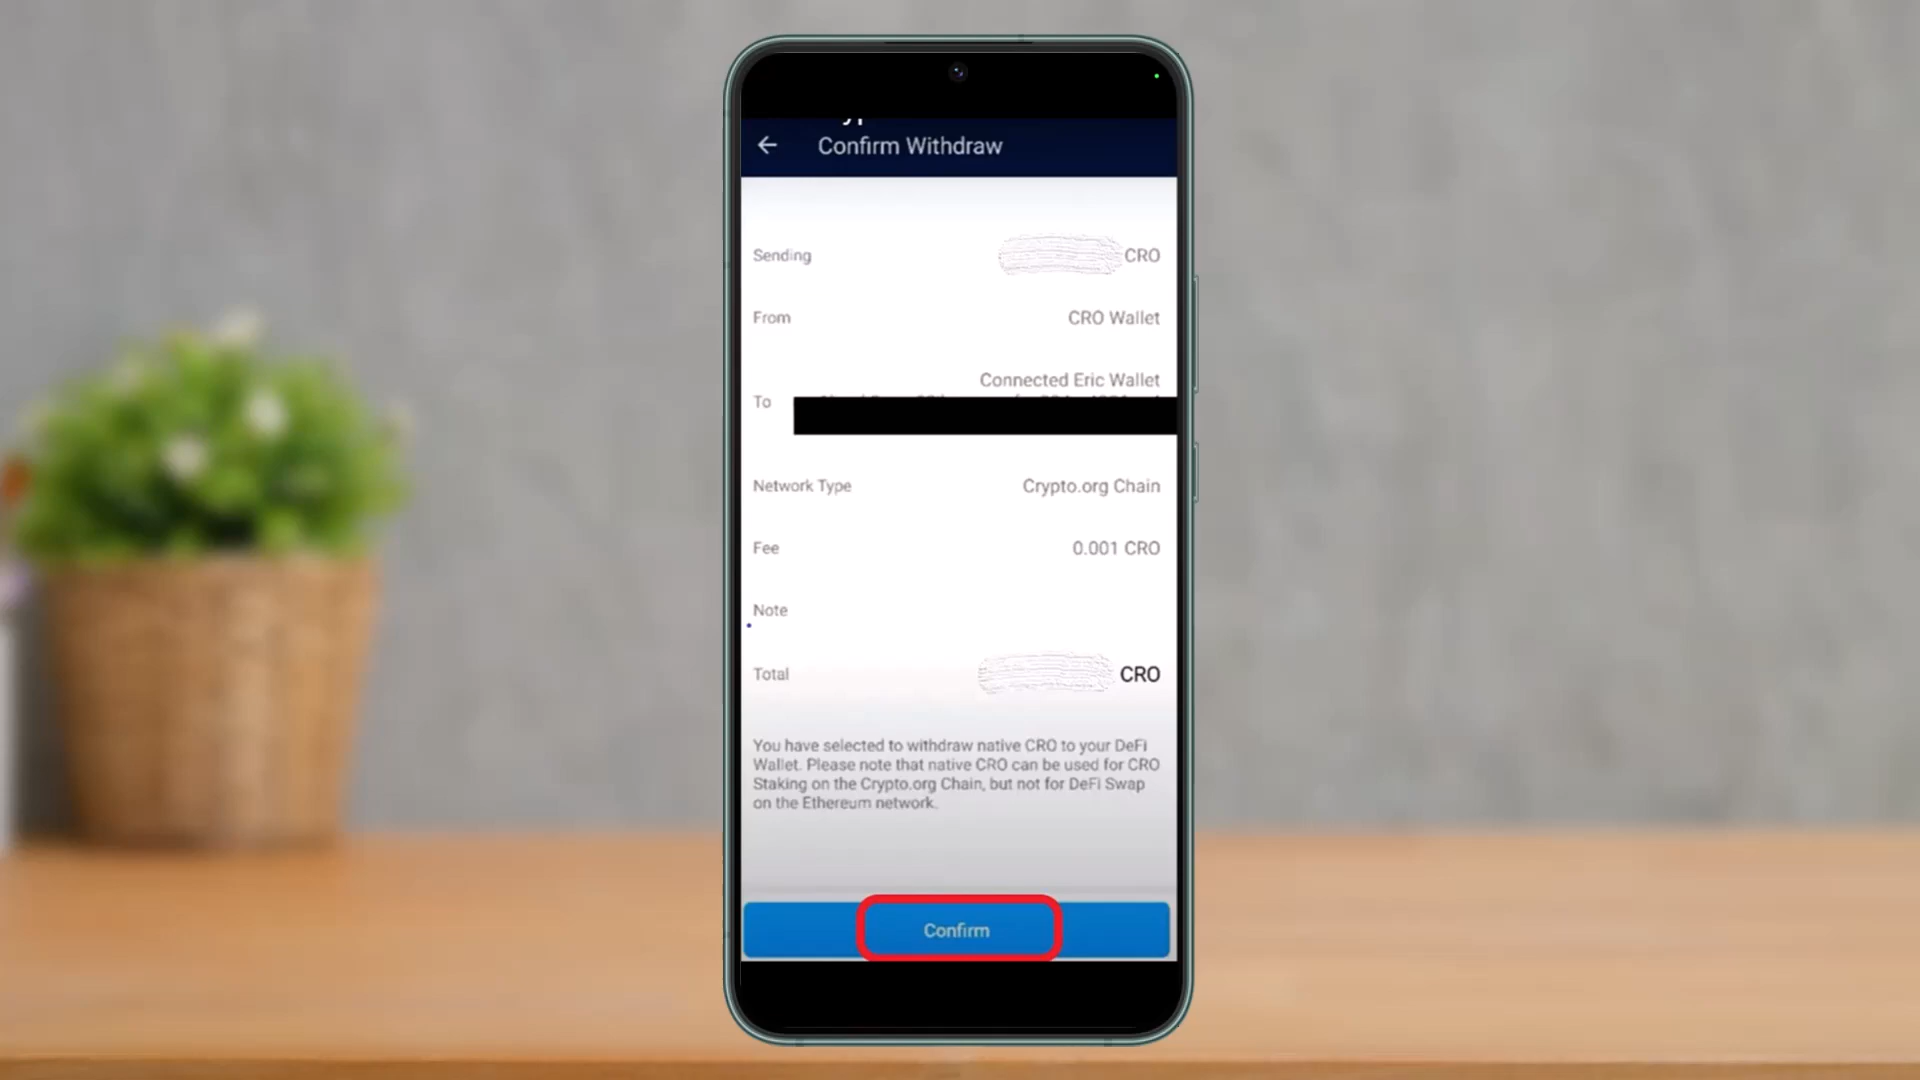 Confirm Withdraw
Sending CRO
From CRO Wallet
Connected Eric Wallet
To
Network Type Crypto.org Chain
Fee 0.001 CRO
Note
Total CRO
You have selected to withdraw native CRO to your DeFi
Wallet. Please note that native CRO can be used for CRO
Staking on the Crypto.org Chain, but not for DeFi Swap
on the Ethereum network.
Confirm